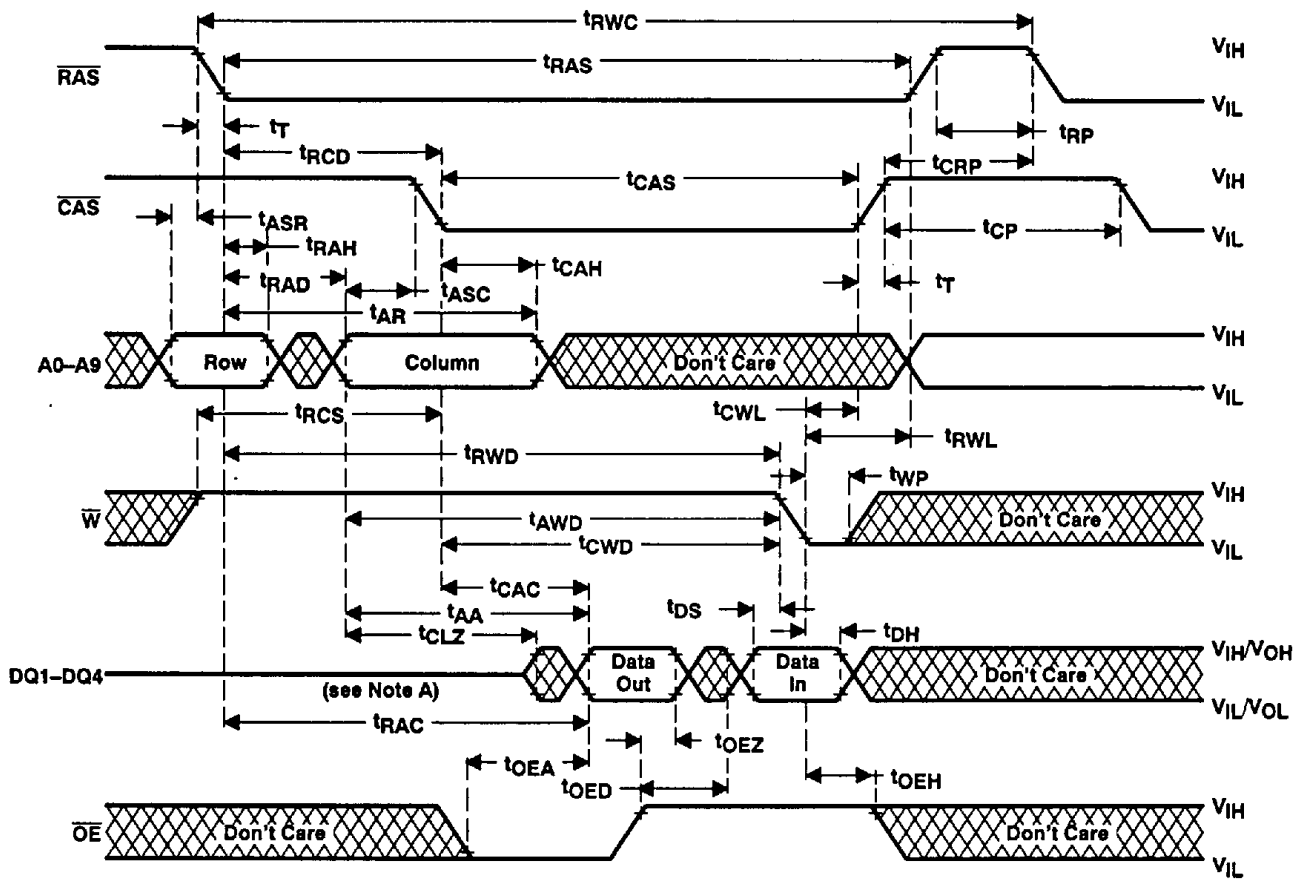 tRWC
RAS
tRAS
VIH
VIL
tT
tRP
tRCD
tCRP
CAS
tCAS
VIH
VIL
tASR
tCP
tRAH
tCAH
tRAD
tASC
tT
tAR
A0–A9
Row
Column
Don't Care
VIH
VIL
tRCS
tCWL
tRWL
tRWD
tWP
W
Don't Care
VIH
VIL
tAWD
tCWD
tCAC
tAA
tDS
tCLZ
tDH
DQ1–DQ4
(see Note A)
Data Out
Data In
Don't Care
VIH/VOH
VIL/VOL
tRAC
tOEZ
tOEA
tOED
tOEH
OE
Don't Care
Don't Care
VIH
VIL